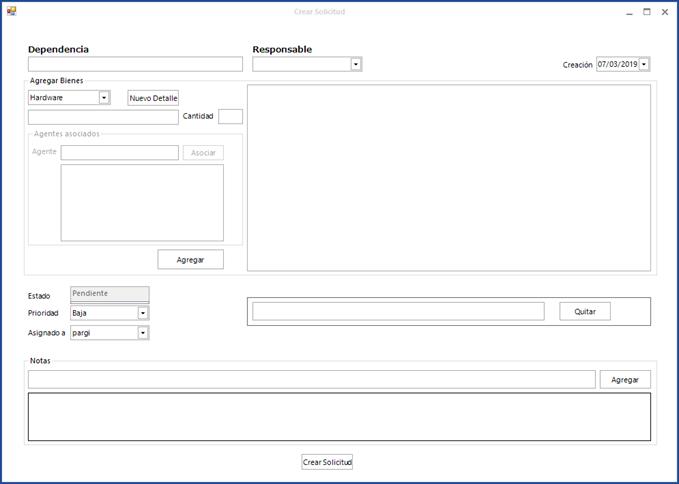 Crear Solicitud
Dependencia
Responsable
Creación 07/03/2019
Agregar Bienes
Hardware
Nuevo Detalle
Cantidad
Agentes asociados
Agente
Asociar
Agregar
Estado
Pendiente
Prioridad
Baja
Quitar
Asignado a
pargi
Notas
Agregar
Crear Solicitud